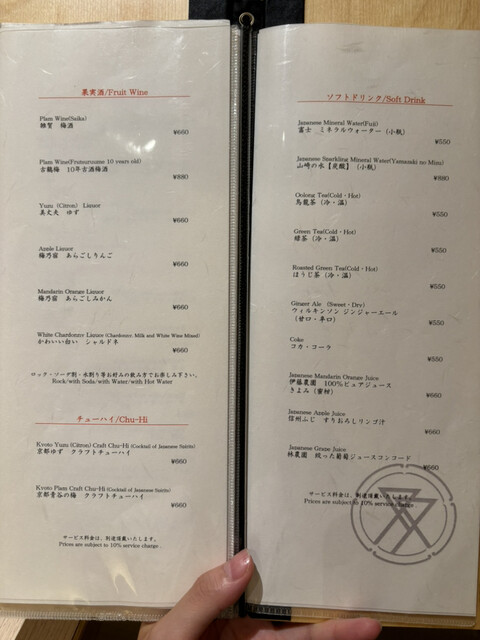 果実酒/Fruit Wine
Plam Wine(Saika)
雑賀 梅酒
¥660
Plam Wine(Furutsuruume 10 years old)
古鶴梅 10年古酒梅酒
¥880
Yuzu (Citron) Liquor
美丈夫 ゆず
¥660
Apple Liquor
梅乃宿 あらごしりんご
¥660
Mandarin Orange Liquor
梅乃宿 あらごしみかん
¥660
White Chardonny Liquor (Chardonny, Milk and White Wine Mixed)
かわいい白い シャルドネ
¥660
ロック・ソーダ割・水割り等お好みの飲み方でお楽しみ下さい。
Rock/with Soda/with Water/with Hot Water
チューハイ/Chu-Hi
Kyoto Yuzu (Citron) Craft Chu-Hi (Cocktail of Japanese Spirits)
京都ゆず クラフトチューハイ
¥660
Kyoto Plam Craft Chu-Hi (Cocktail of Japanese Spirits)
京都青谷の梅 クラフトチューハイ
¥660
サービス料金は、別途頂戴いたします。
Prices are subject to 10% service charge .
ソフトドリンク/Soft Drink
Japanese Mineral Water(Fuji)
富士 ミネラルウォーター(小瓶)
¥550
Japanese Sparkling Mineral Water(Yamazaki no Mizu)
山崎の水【炭酸】(小瓶)
¥880
Oolong Tea(Cold・Hot)
烏龍茶(冷・温)
¥550
Green Tea(Cold・Hot)
緑茶(冷・温)
¥550
Roasted Green Tea(Cold・Hot)
ほうじ茶(冷・温)
¥550
Ginger Ale (Sweet・Dry)
ウィルキンソン ジンジャーエール
(甘口・辛口)
¥550
Coke
コカ・コーラ
¥550
Japanese Mandarin Orange Juice
伊藤農園 100%ピュアジュース
きよみ(蜜柑)
¥660
Japanese Apple Juice
信州ふじ すりおろしリンゴ汁
¥660
Japanese Grape Juice
林農園 搾った葡萄ジュースコンコード
¥660
サービス料金は、別途頂戴いたします。
Prices are subject to 10% service charge .